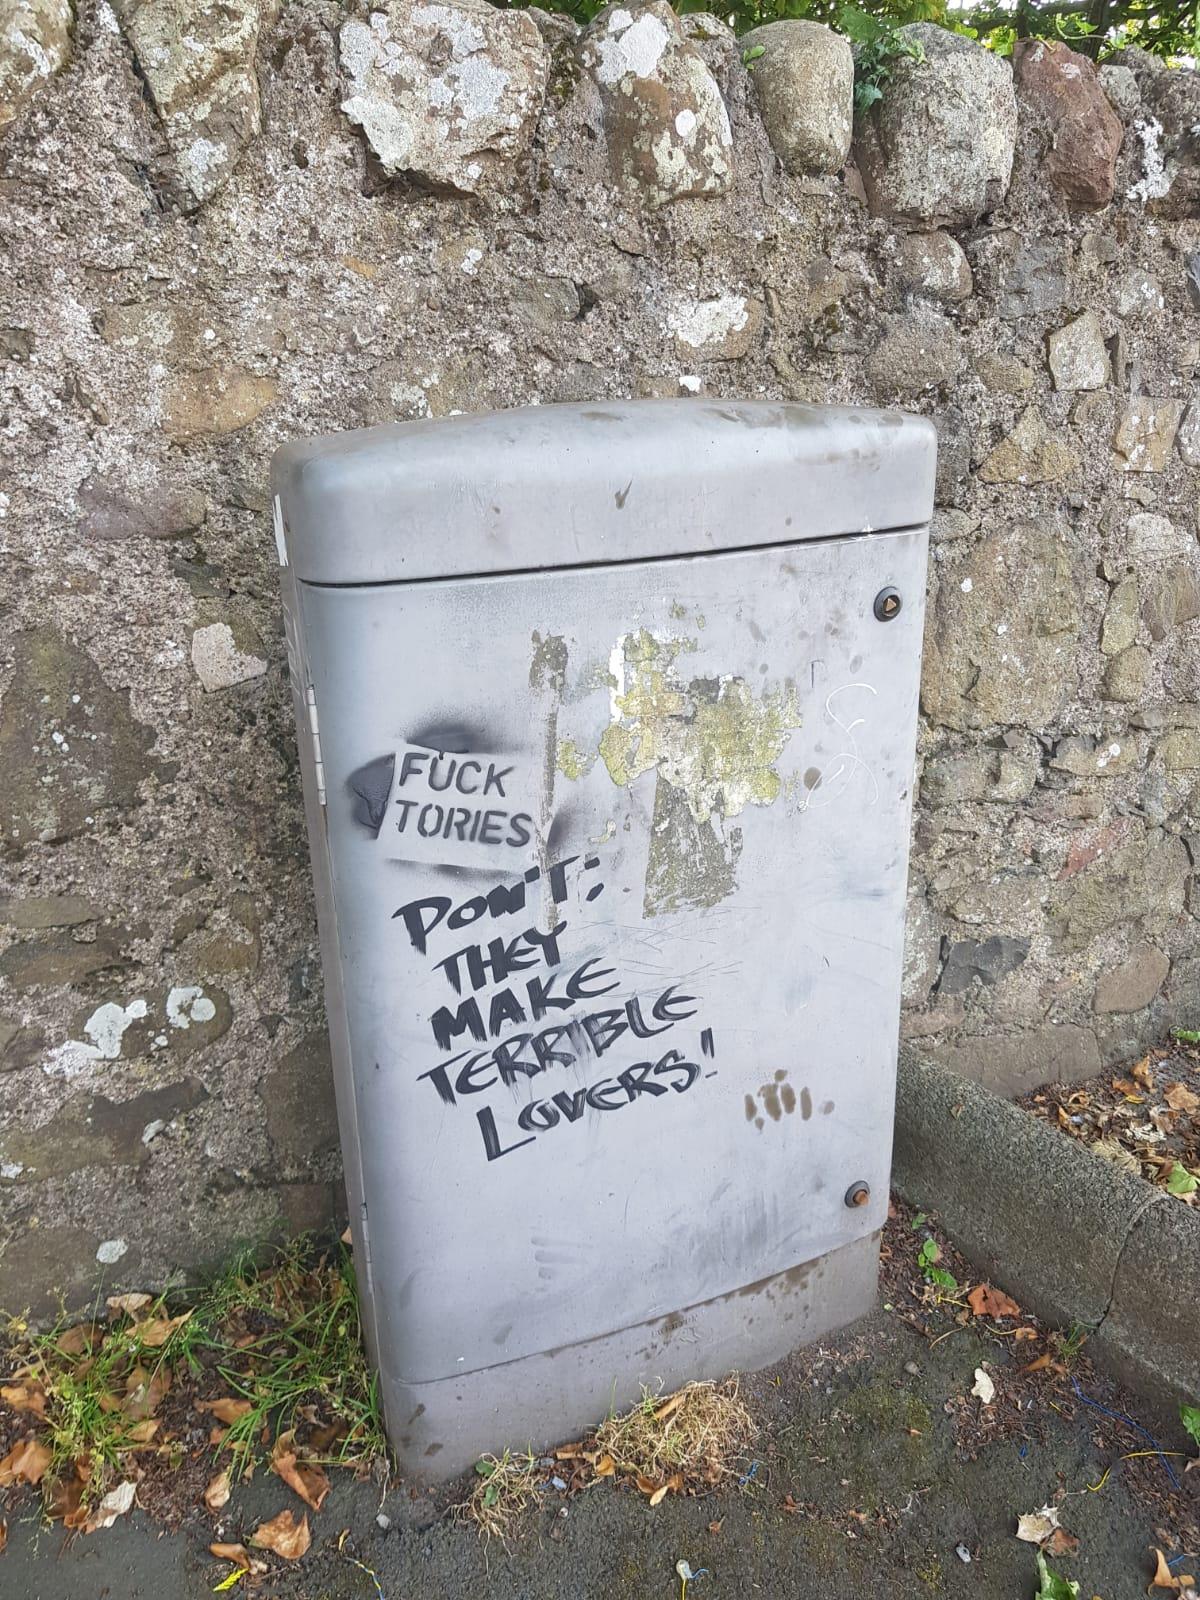 FUCK
TORIES
DON'T;
THEY
MAKE
TERRIBLE
LOVERS!